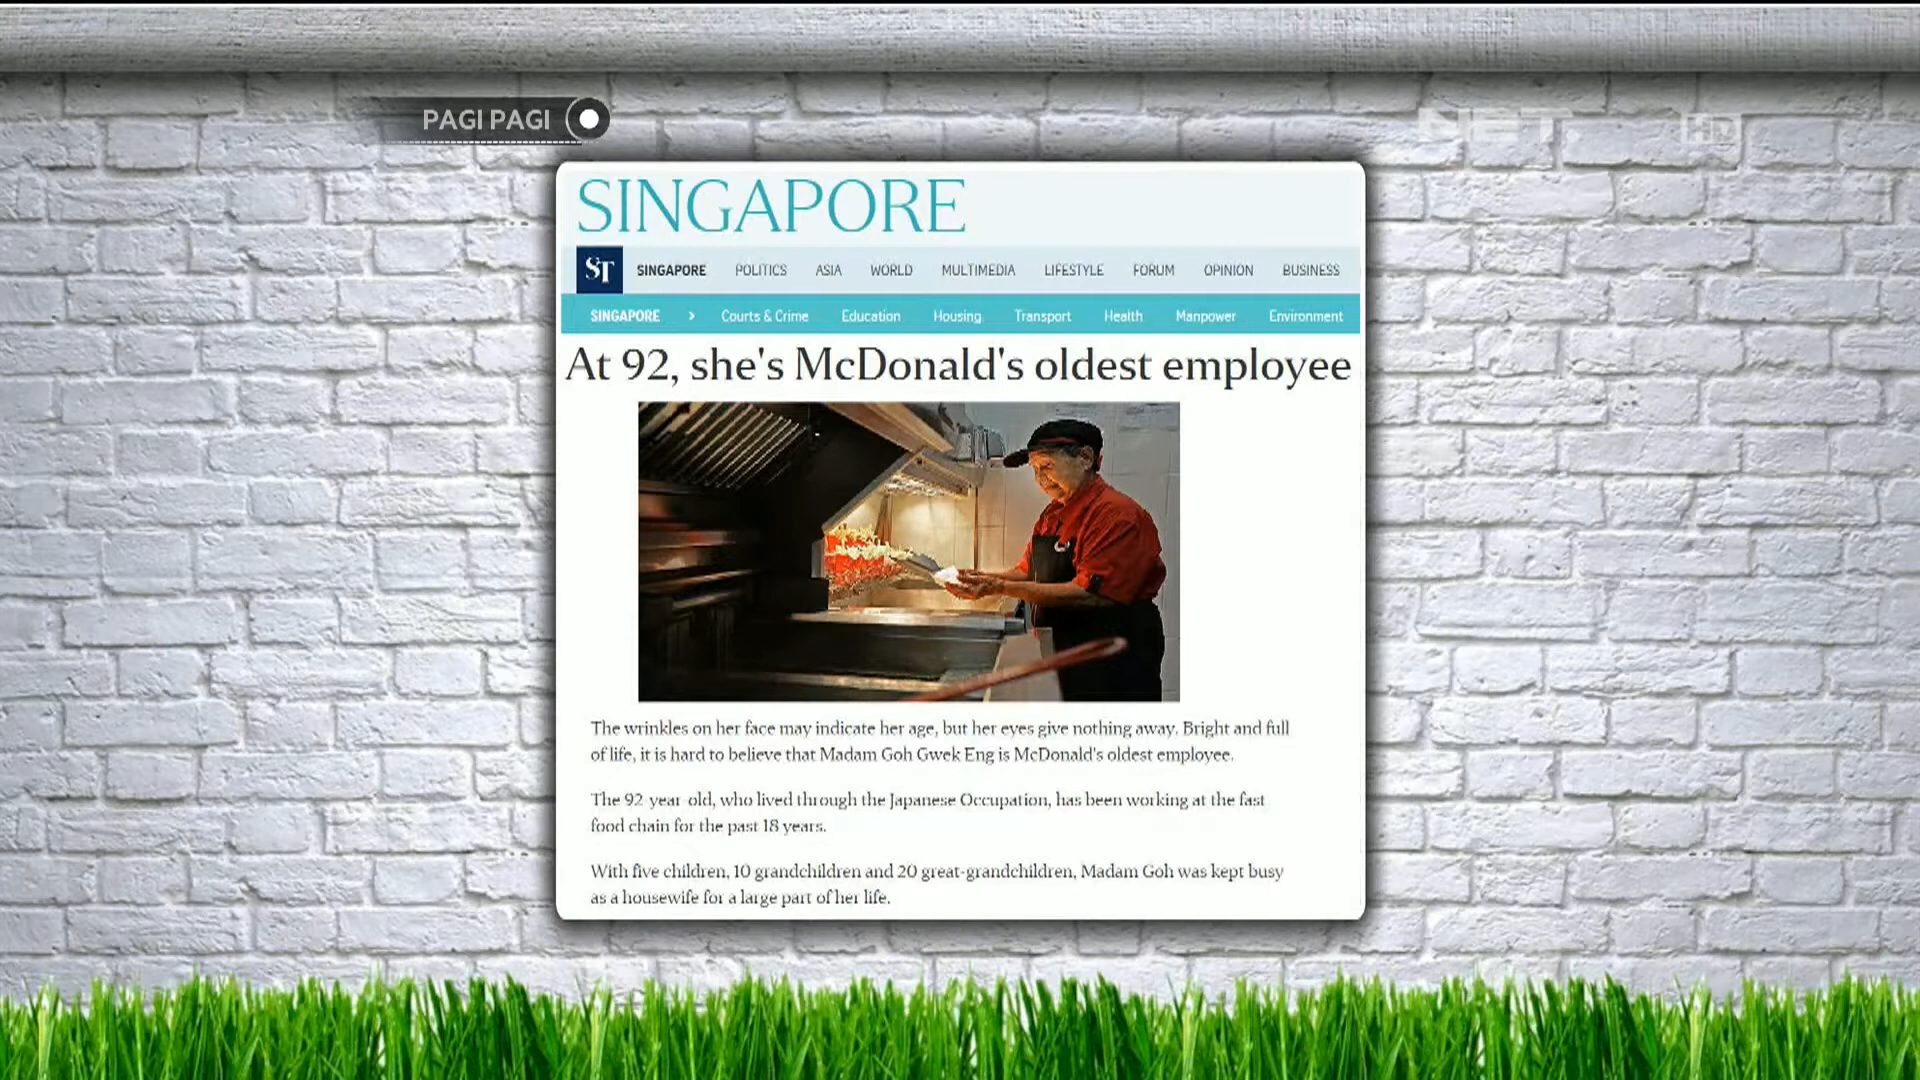 PAGI PAGI
NET.
HD
SINGAPORE
ST SINGAPORE POLITICS ASIA WORLD MULTIMEDIA LIFESTYLE FORUM OPINION BUSINESS
SINGAPORE > Courts & Crime Education Housing Transport Health Manpower Environment
At 92, she's McDonald's oldest employee
The wrinkles on her face may indicate her age, but her eyes give nothing away. Bright and full
of life, it is hard to believe that Madam Goh Gwek Eng is McDonald's oldest employee.
The 92-year-old, who lived through the Japanese Occupation, has been working at the fast
food chain for the past 18 years.
With five children, 10 grandchildren and 20 great-grandchildren, Madam Goh was kept busy
as a housewife for a large part of her life.